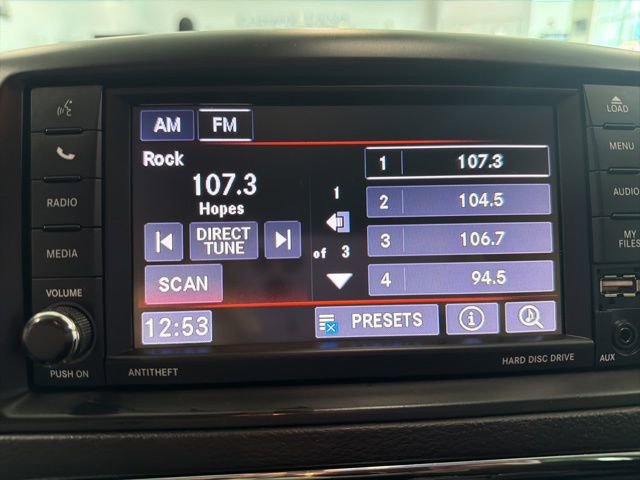 AM FM
Rock
107.3
Hopes
DIRECT
TUNE
SCAN
12:53
1
of 3
1 107.3
2 104.5
3 106.7
4 94.5
PRESETS
i
RADIO
MEDIA
VOLUME
PUSH ON
ANTITHEFT
HARD DISC DRIVE
LOAD
MENU
AUDIO
MY
FILES
AUX